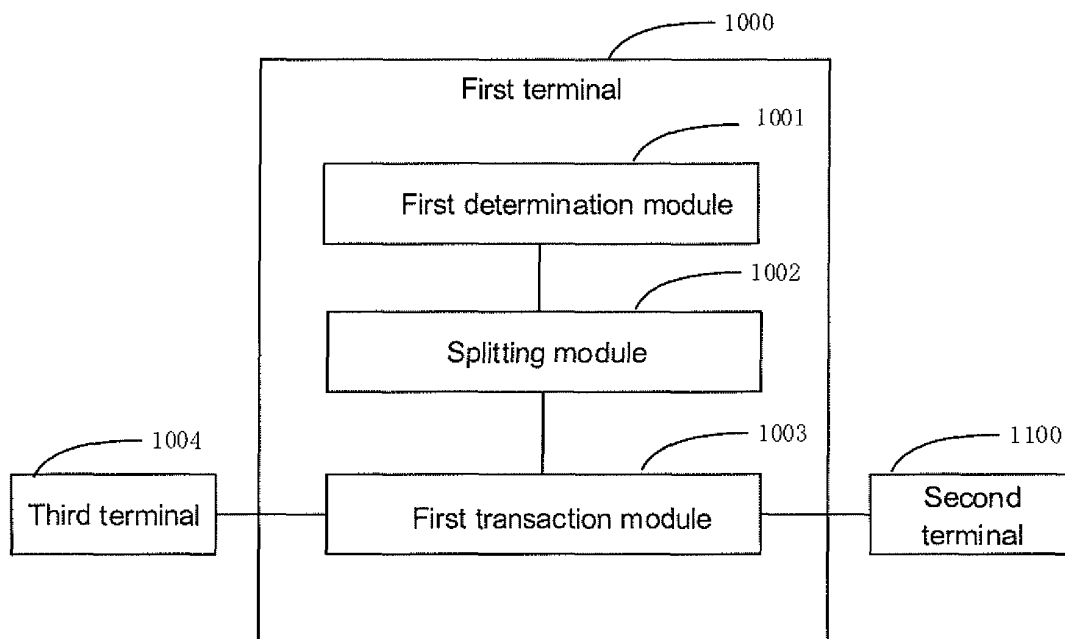 1000
First terminal
1001
First determination module
1002
Splitting module
1004
1003
1100
Third terminal
First transaction module
Second
terminal